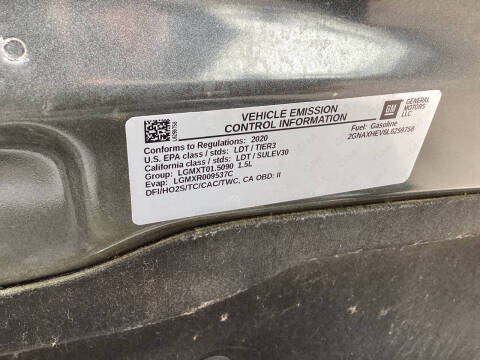 VEHICLE EMISSION
CONTROL INFORMATION
GM
GENERAL
MOTORS
LLC
Fuel: Gasoline
2GNAXHEV6L6259758
Conforms to Regulations: 2020
U.S. EPA class / stds: LDT / TIER3
California class / stds: LDT / SULEV30
Group: LGMXT01.5090 1.5L
Evap: LGMXR009537C
DFI/HO2S/TC/CAC/TWC, CA OBD: II